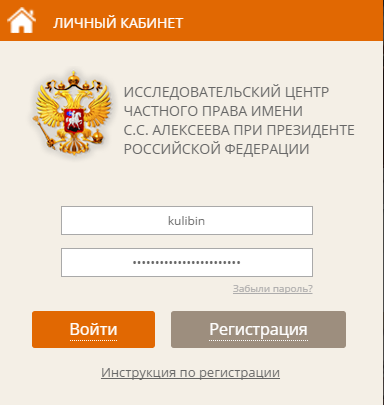 ЛИЧНЫЙ КАБИНЕТ
ИССЛЕДОВАТЕЛЬСКИЙ ЦЕНТР
ЧАСТНОГО ПРАВА ИМЕНИ
С.С. АЛЕКСЕЕВА ПРИ ПРЕЗИДЕНТЕ
РОССИЙСКОЙ ФЕДЕРАЦИИ
kulibin
••••••••••••••••••••••••
Забыли пароль?
Войти
Регистрация
Инструкция по регистрации